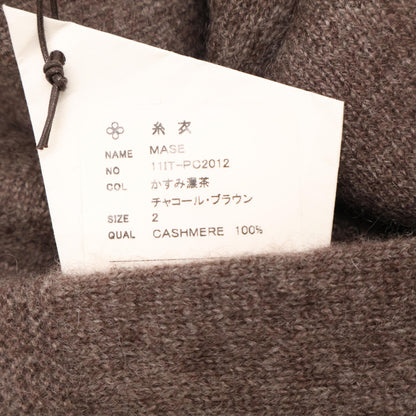 糸衣
NAME MASE
NO 11IT-PC2012
COL かすみ濃茶
チャコール・ブラウン
SIZE 2
QUAL CASHMERE 100%